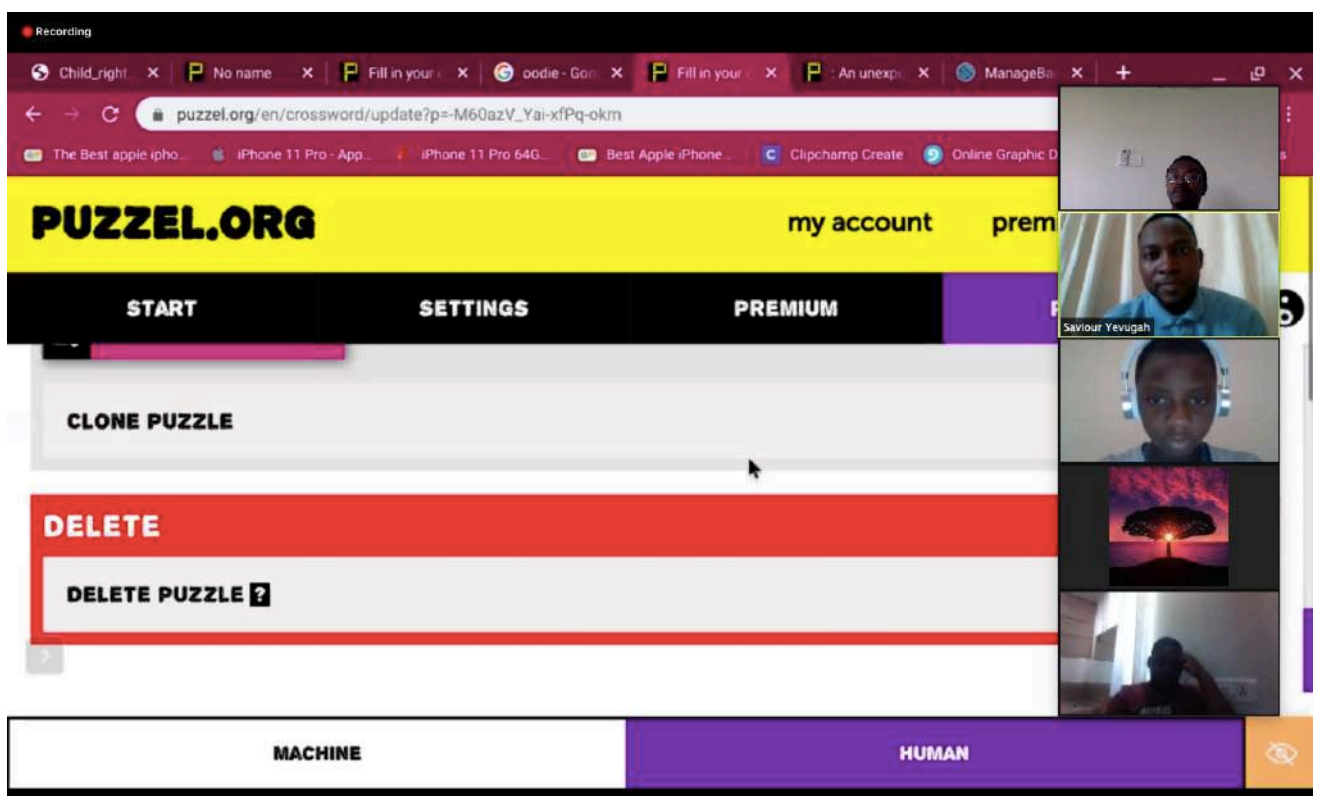 Recording
Child_right
No name
Fill in your
oodie - Goo
Fill in your
: An unexp
ManageBa
puzzel.org/en/crossword/update?p=-M60azV_Yai-xfPq-okm
The Best apple ipho...
iPhone 11 Pro - App...
iPhone 11 Pro 64G...
Best Apple iPhone...
Clipchamp Create
Online Graphic D
s
PUZZEL.ORG
my account prem
START SETTINGS PREMIUM
Saviour Yevugah
CLONE PUZZLE
DELETE
DELETE PUZZLE ?
MACHINE HUMAN